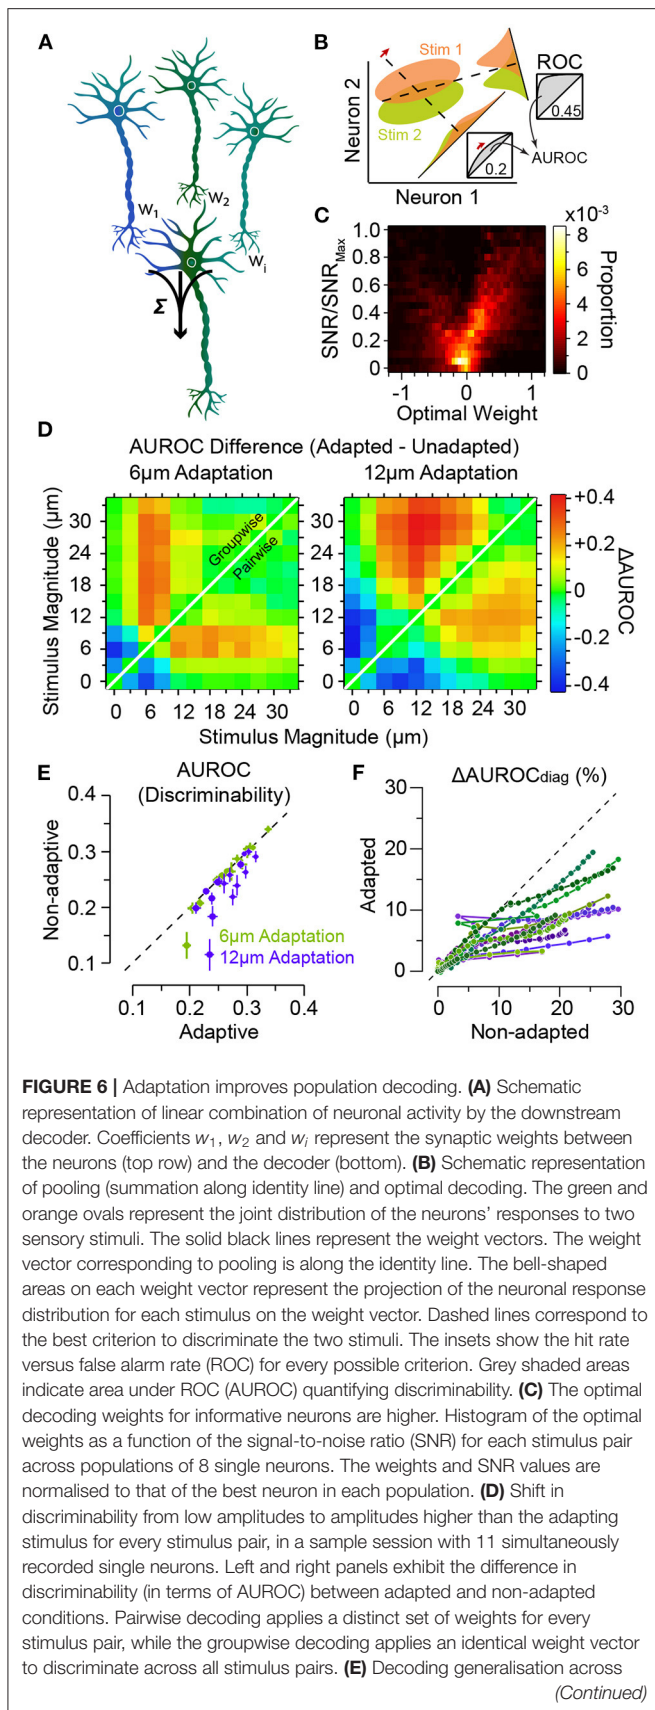 A
W1
W2
Wi
Σ
B
Neuron 2
Neuron 1
Stim 1
Stim 2
ROC
0.45
0.2
AUROC
C
SNR/SNRMax
1.0
0.8
0.6
0.4
0.2
0
-1
0
1
Optimal Weight
x10-3
8
6
4
2
0
Proportion
D
AUROC Difference (Adapted - Unadapted)
6μm Adaptation
12μm Adaptation
Stimulus Magnitude (μm)
30
24
18
12
6
0
Groupwise
Pairwise
0 6 12 18 24 30
0 6 12 18 24 30
Stimulus Magnitude (μm)
+0.4
+0.2
0
-0.2
-0.4
ΔAUROC
E
AUROC
(Discriminability)
Non-adaptive
0.4
0.3
0.2
0.1
6μm Adaptation
12μm Adaptation
0.1 0.2 0.3 0.4
Adaptive
F
ΔAUROCdiag (%)
Adapted
30
20
10
0
0 10 20 30
Non-adapted
FIGURE 6 | Adaptation improves population decoding. (A) Schematic
representation of linear combination of neuronal activity by the downstream
decoder. Coefficients w1, w2 and wi represent the synaptic weights between
the neurons (top row) and the decoder (bottom). (B) Schematic representation
of pooling (summation along identity line) and optimal decoding. The green and
orange ovals represent the joint distribution of the neurons' responses to two
sensory stimuli. The solid black lines represent the weight vectors. The weight
vector corresponding to pooling is along the identity line. The bell-shaped
areas on each weight vector represent the projection of the neuronal response
distribution for each stimulus on the weight vector. Dashed lines correspond to
the best criterion to discriminate the two stimuli. The insets show the hit rate
versus false alarm rate (ROC) for every possible criterion. Grey shaded areas
indicate area under ROC (AUROC) quantifying discriminability. (C) The optimal
decoding weights for informative neurons are higher. Histogram of the optimal
weights as a function of the signal-to-noise ratio (SNR) for each stimulus pair
across populations of 8 single neurons. The weights and SNR values are
normalised to that of the best neuron in each population. (D) Shift in
discriminability from low amplitudes to amplitudes higher than the adapting
stimulus for every stimulus pair, in a sample session with 11 simultaneously
recorded single neurons. Left and right panels exhibit the difference in
discriminability (in terms of AUROC) between adapted and non-adapted
conditions. Pairwise decoding applies a distinct set of weights for every
stimulus pair, while the groupwise decoding applies an identical weight vector
to discriminate across all stimulus pairs. (E) Decoding generalisation across
(Continued)